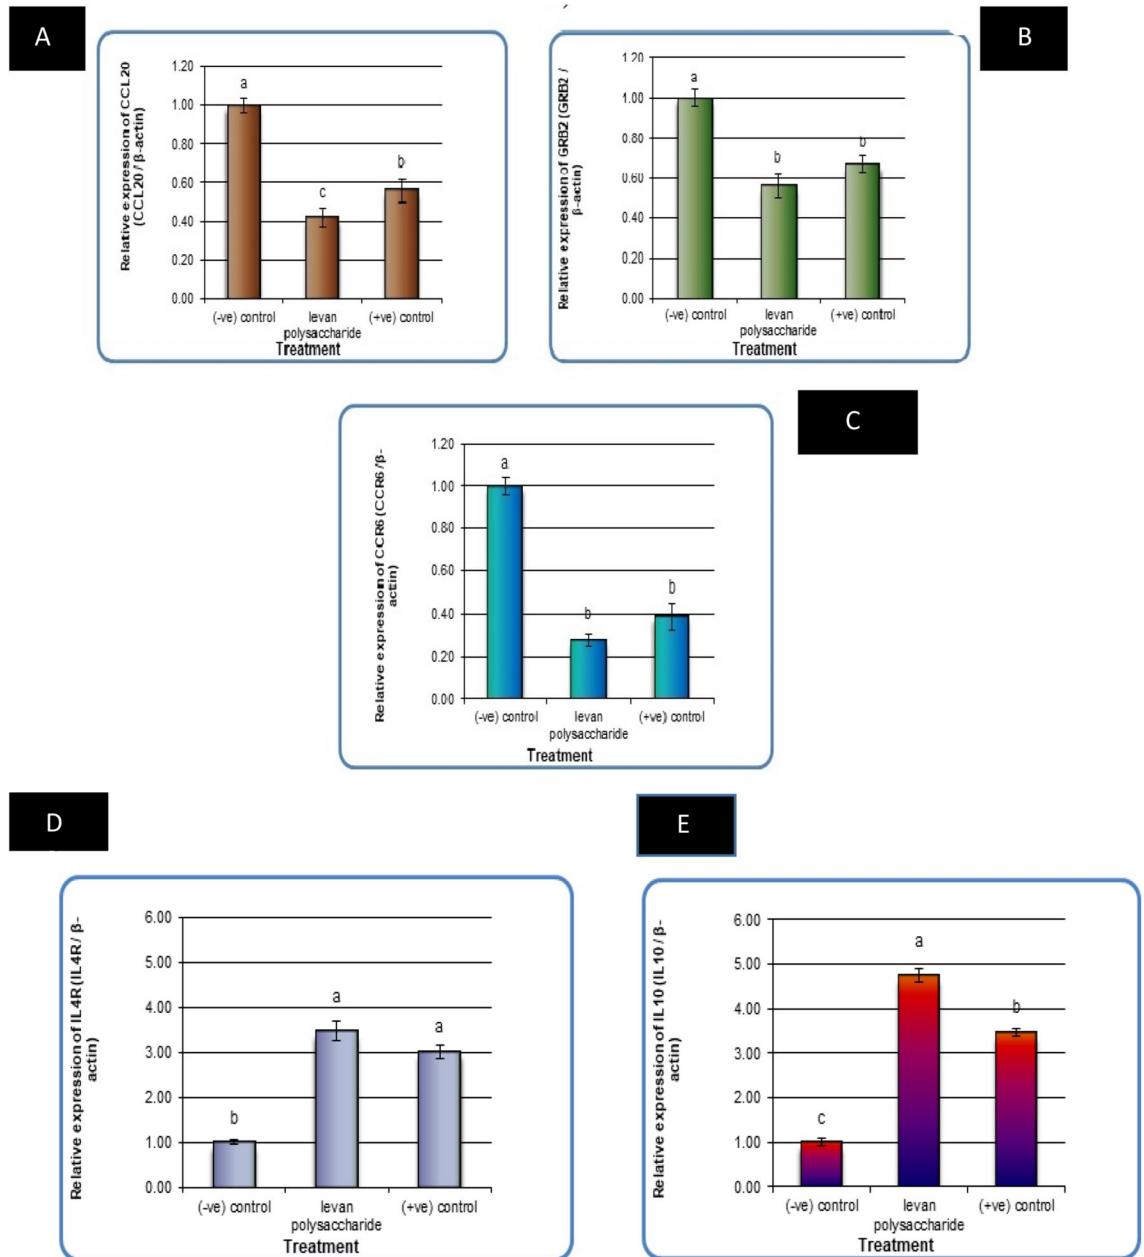 A
Relative expression of CCL20
(CCL20 / β-actin)
1.20
1.00
0.80
0.60
0.40
0.20
0.00
a
c
b
(-ve) control
levan
polysaccharide
(+ve) control
Treatment
B
Relative expression of GRB2 (GRB2 /
β-actin)
1.20
1.00
0.80
0.60
0.40
0.20
0.00
a
b
b
(-ve) control
levan
polysaccharide
(+ve) control
Treatment
C
Relative expression of CCR6 (CCR6 /β-
actin)
1.20
1.00
0.80
0.60
0.40
0.20
0.00
a
b
b
(-ve) control
levan
polysaccharide
(+ve) control
Treatment
D
Relative expression of IL4R (IL4R / β-
actin)
6.00
5.00
4.00
3.00
2.00
1.00
0.00
b
a
a
(-ve) control
levan
polysaccharide
(+ve) control
Treatment
E
Relative expression of IL10 (IL10 / β-
actin)
6.00
5.00
4.00
3.00
2.00
1.00
0.00
c
a
b
(-ve) control
levan
polysaccharide
(+ve) control
Treatment